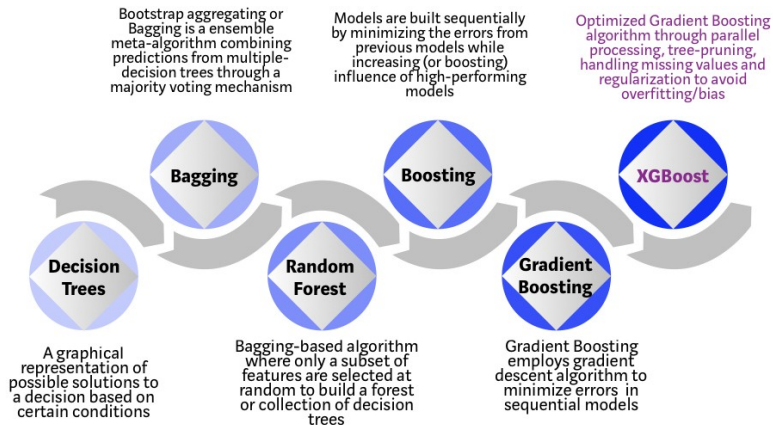 Bootstrap aggregating or
Bagging is a ensemble
meta-algorithm combining
predictions from multiple-
decision trees through a
majority voting mechanism
Models are built sequentially
by minimizing the errors from
previous models while
increasing (or boosting)
influence of high-performing
models
Optimized Gradient Boosting
algorithm through parallel
processing, tree-pruning,
handling missing values and
regularization to avoid
overfitting/bias
Bagging
Boosting
XGBoost
Decision
Trees
Random
Forest
Gradient
Boosting
A graphical
representation of
possible solutions to
a decision based on
certain conditions
Bagging-based algorithm
where only a subset of
features are selected at
random to build a forest
or collection of decision
trees
Gradient Boosting
employs gradient
descent algorithm to
minimize errors in
sequential models